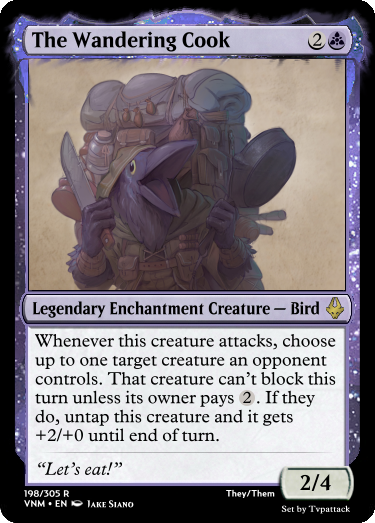 The Wandering Cook 2
Legendary Enchantment Creature — Bird
Whenever this creature attacks, choose
up to one target creature an opponent
controls. That creature can't block this
turn unless its owner pays 2. If they
do, untap this creature and it gets
+2/+0 until end of turn.
“Let's eat!”
2/4
198/305 R
They/Them
VNM • EN Jake Siano
Set by Tvpattack